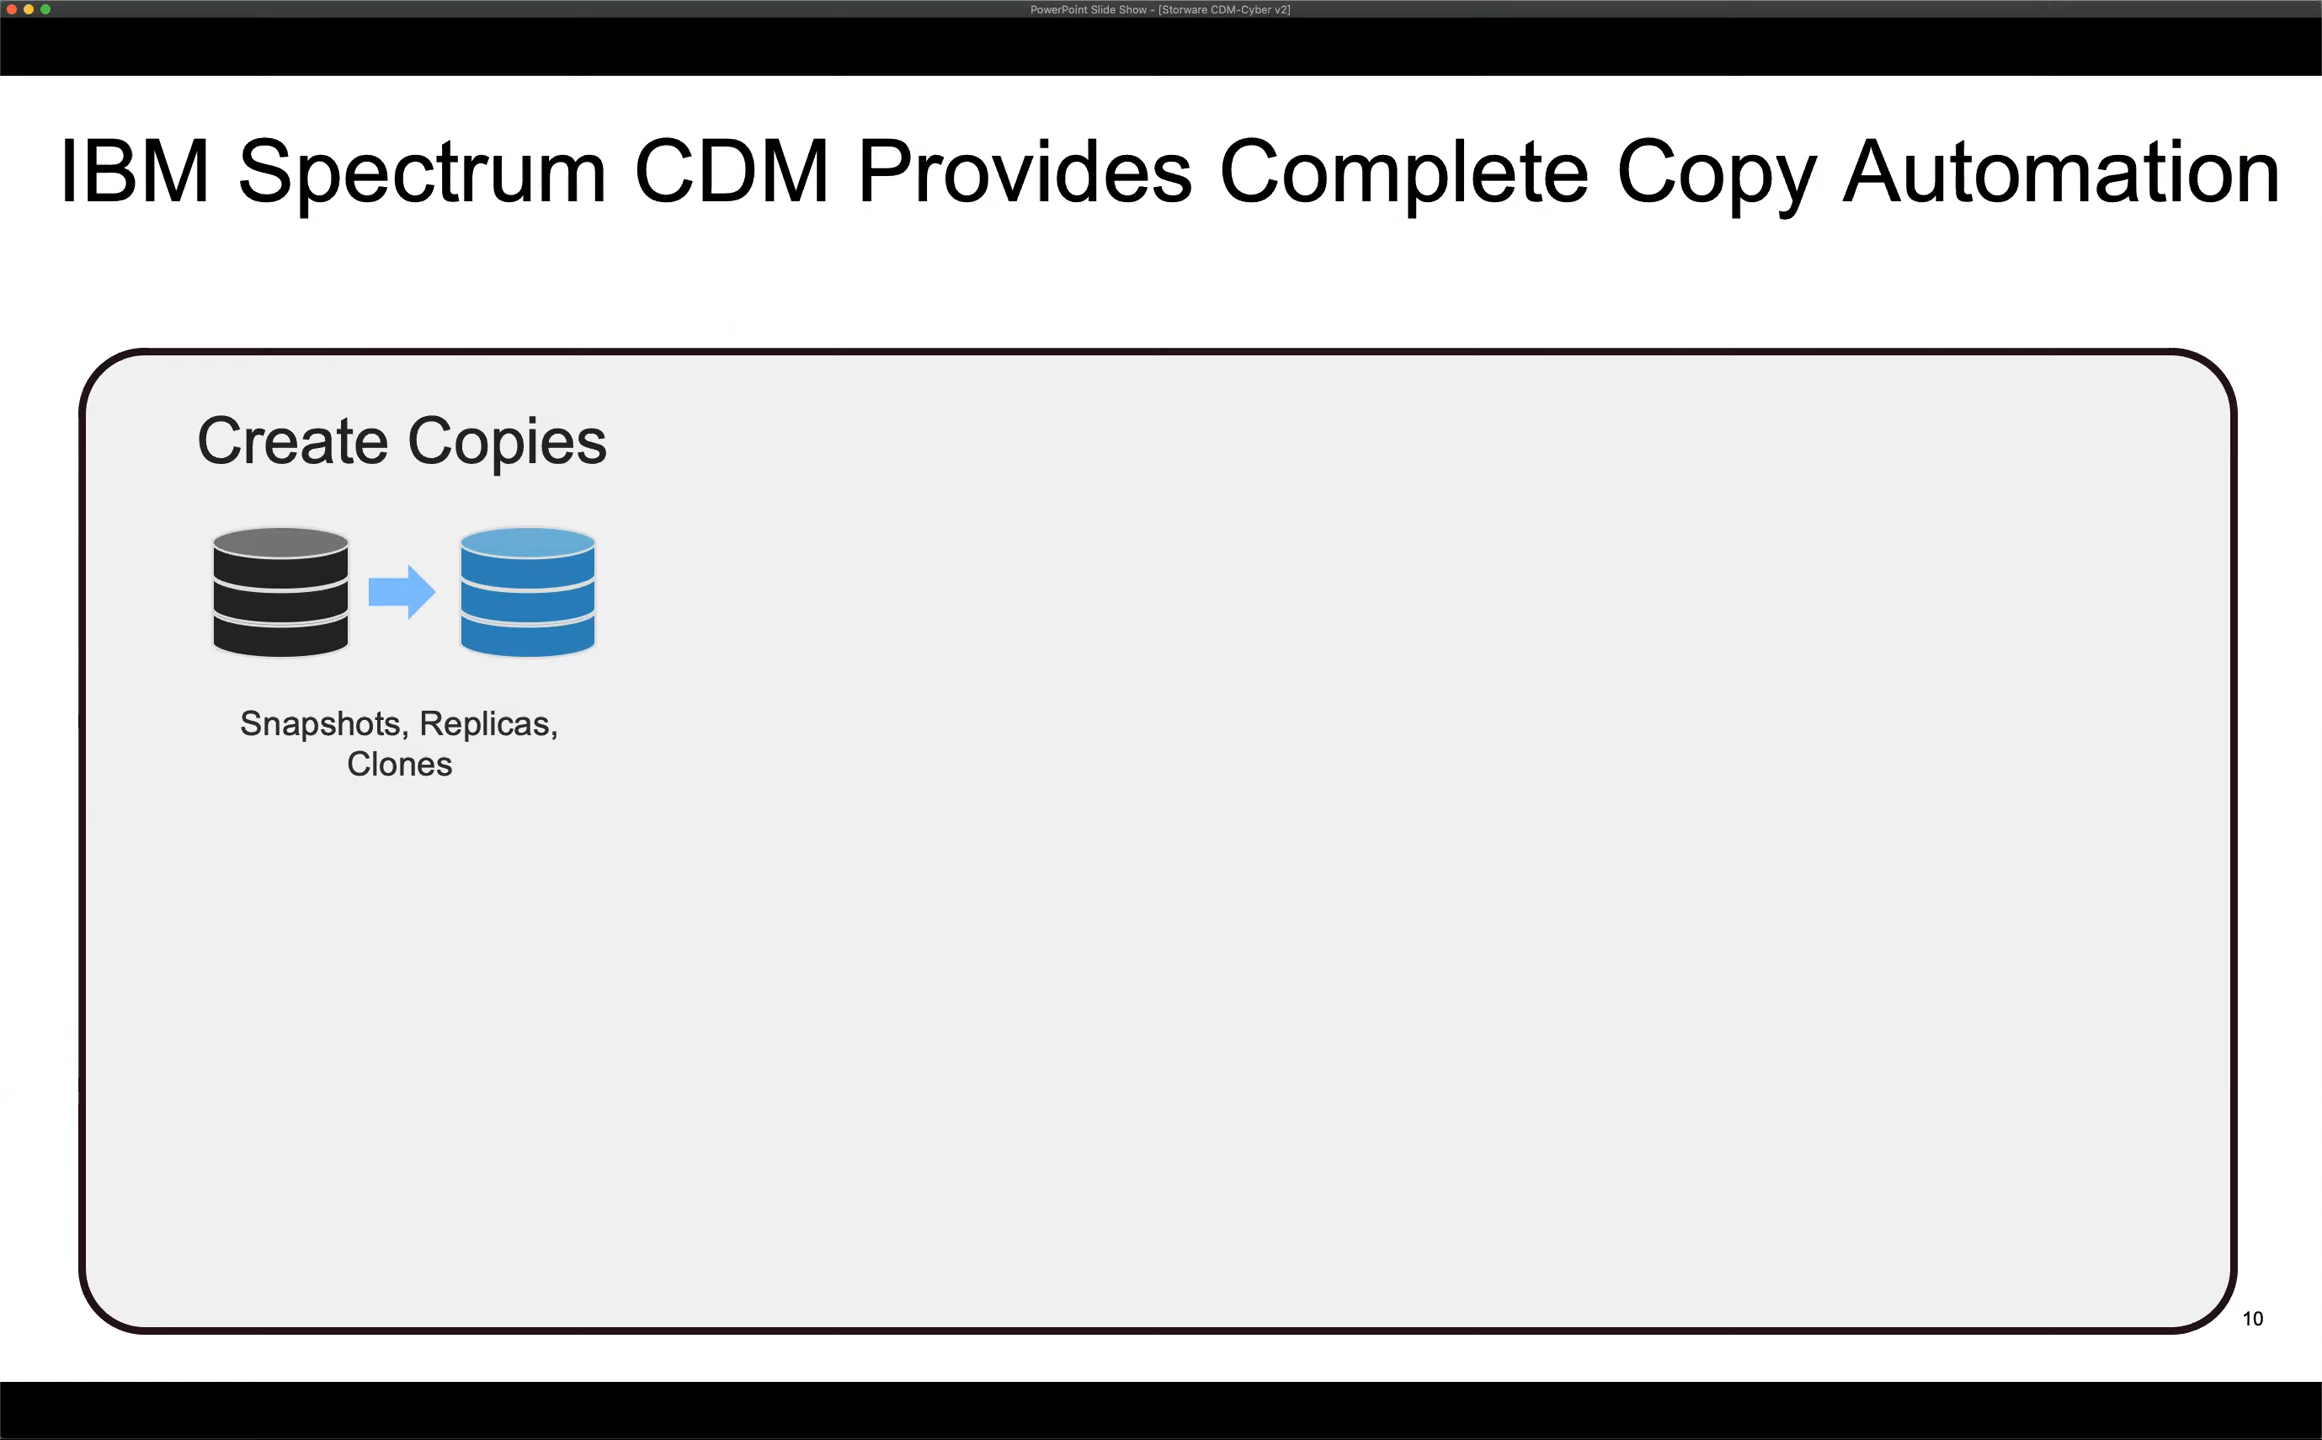 PowerPoint Slide Show - [Storware CDM-Cyber v2]
IBM Spectrum CDM Provides Complete Copy Automation
Create Copies
Snapshots, Replicas,
Clones
10